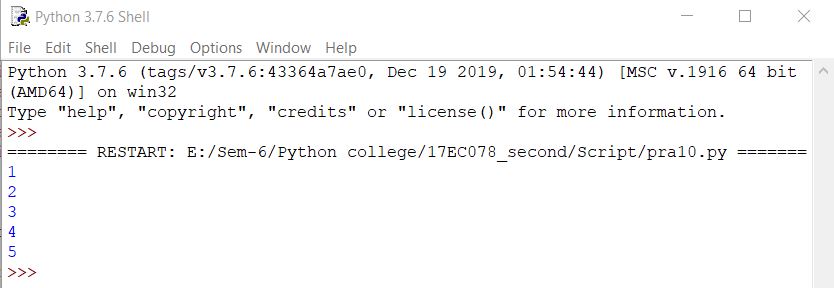 Python 3.7.6 Shell
File Edit Shell Debug Options Window Help
Python 3.7.6 (tags/v3.7.6:43364a7ae0, Dec 19 2019, 01:54:44) [MSC v.1916 64 bit
(AMD64)] on win32
Type "help", "copyright", "credits" or "license()" for more information.
>>>
======== RESTART: E:/Sem-6/Python college/17EC078_second/Script/pra10.py =======
1
2
3
4
5
>>>